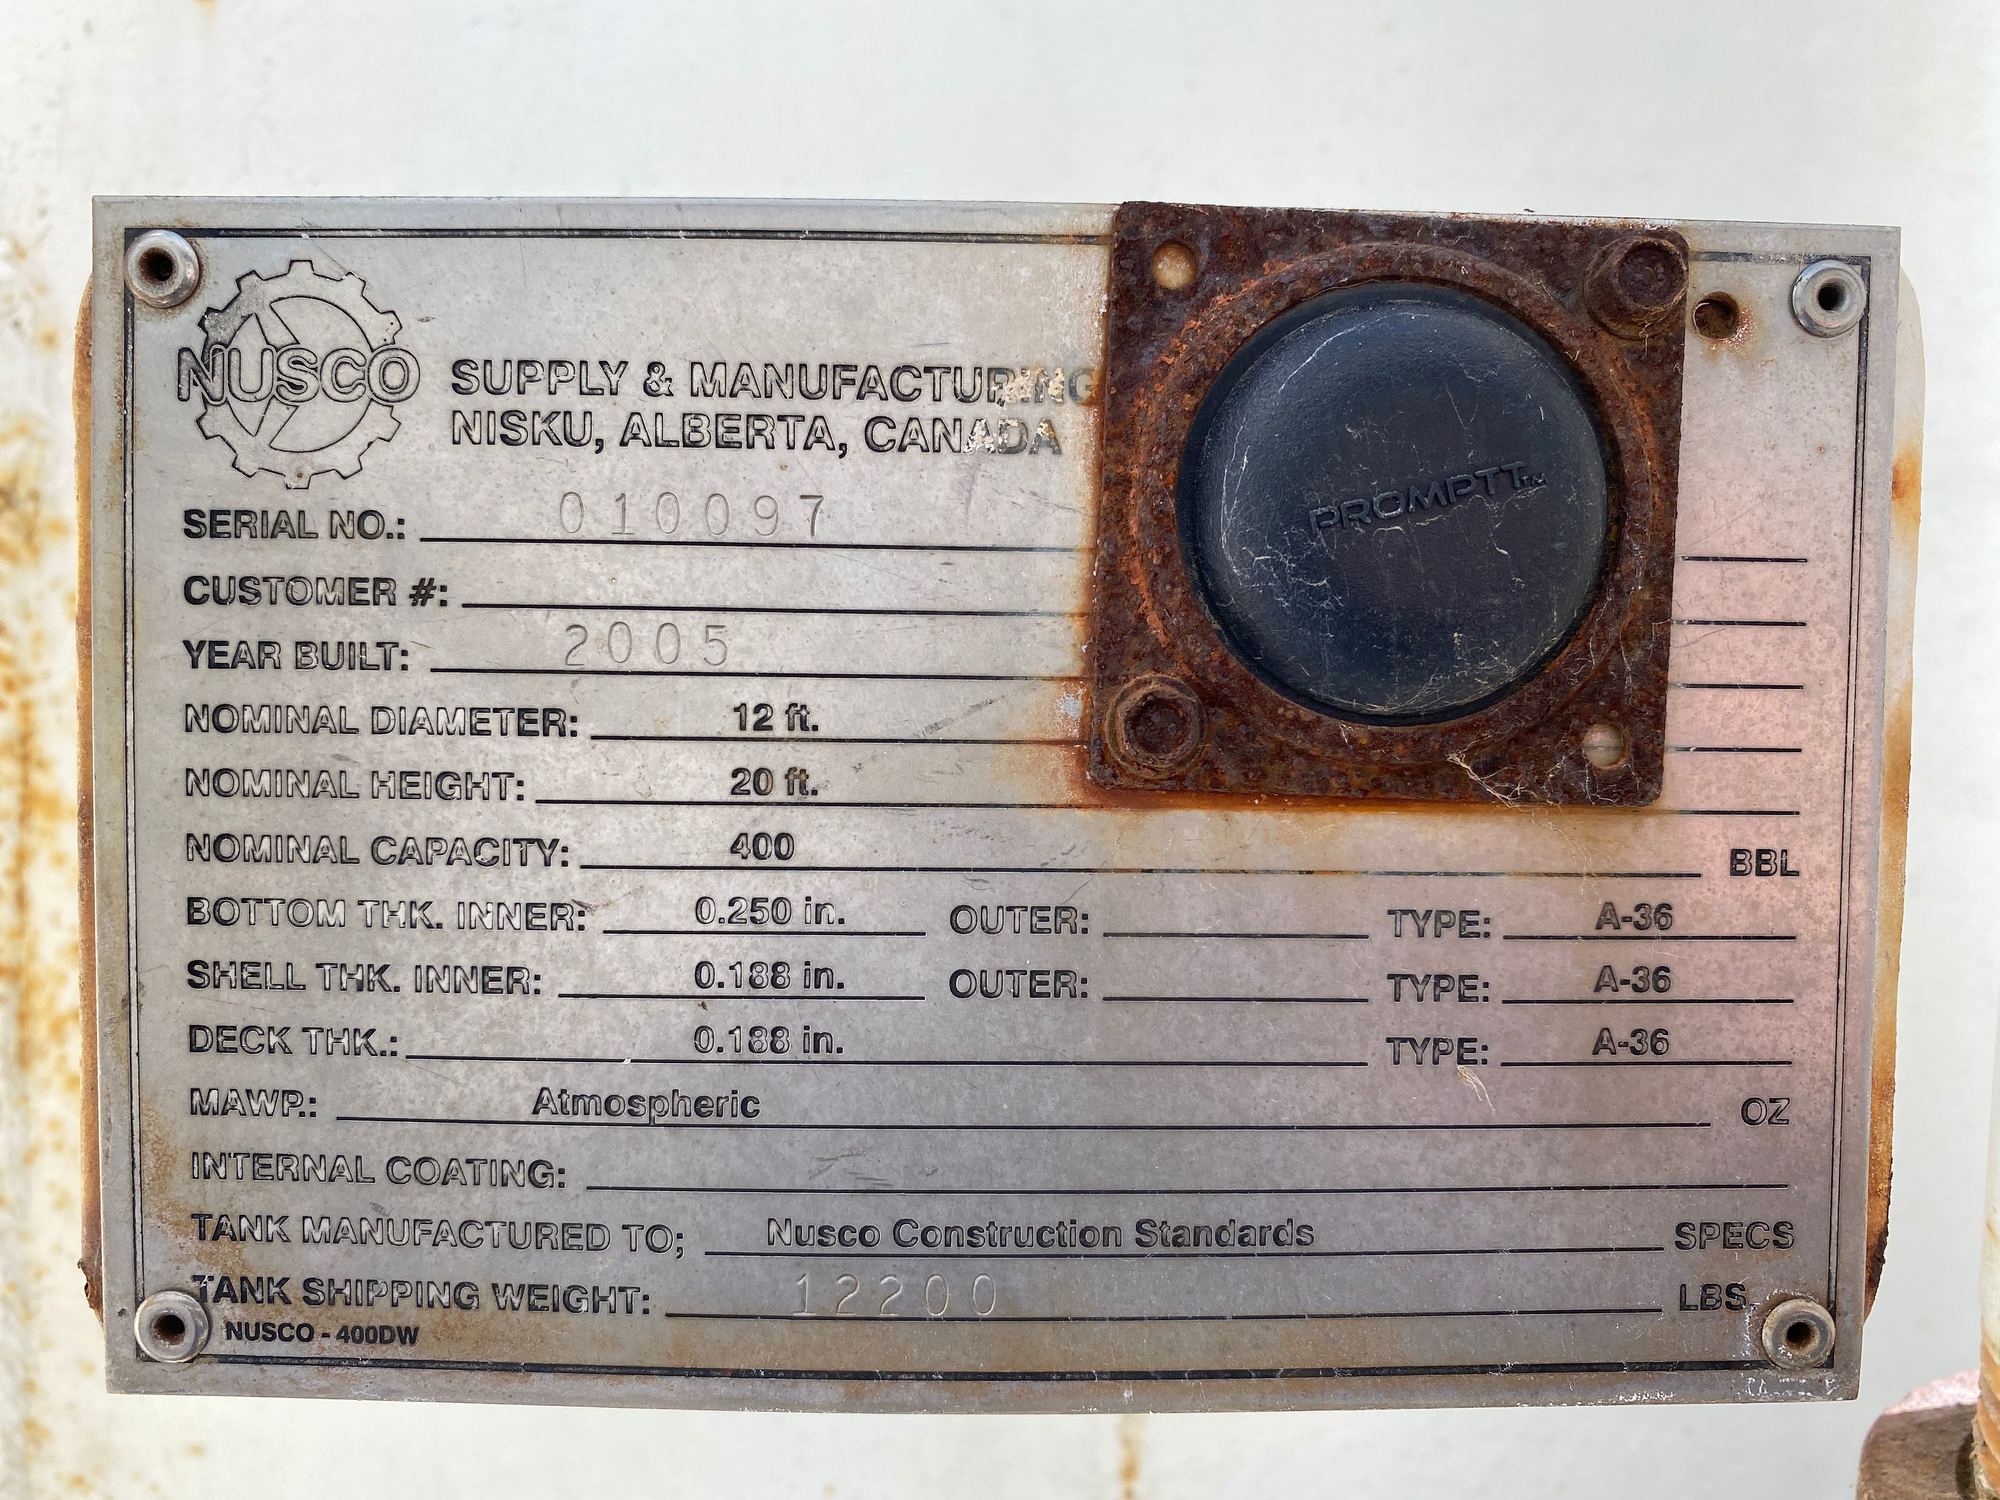 NUSCO
SUPPLY & MANUFACTURING
NISKU, ALBERTA, CANADA
PROMPTT™
SERIAL NO.: 010097
CUSTOMER #:
YEAR BUILT: 2005
NOMINAL DIAMETER: 12 ft.
NOMINAL HEIGHT: 20 ft.
NOMINAL CAPACITY: 400 BBL
BOTTOM THK. INNER: 0.250 in. OUTER: TYPE: A-36
SHELL THK. INNER: 0.188 in. OUTER: TYPE: A-36
DECK THK.: 0.188 in. TYPE: A-36
MAWP.: Atmospheric OZ
INTERNAL COATING:
TANK MANUFACTURED TO; Nusco Construction Standards SPECS
TANK SHIPPING WEIGHT: 12200 LBS.
NUSCO - 400DW